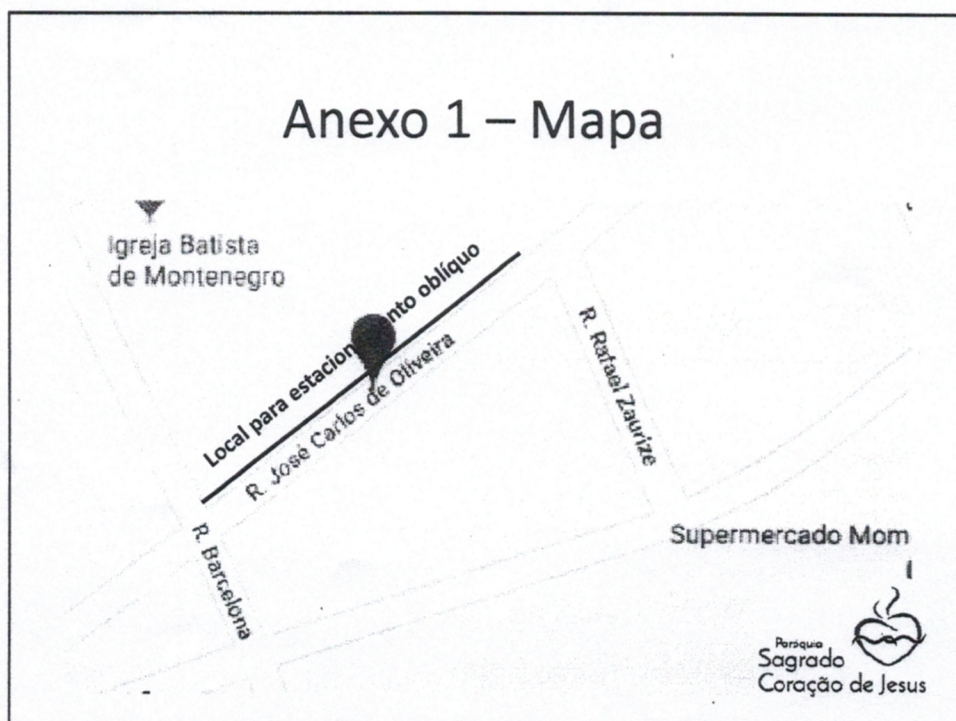 Anexo 1 – Mapa
Igreja Batista
de Montenegro
Local para estacion nto oblíquo
R. José Carlos de Oliveira
R. Rafael Zaurize
R. Barcelona
Supermercado Mom
Paróquia
Sagrado
Coração de Jesus